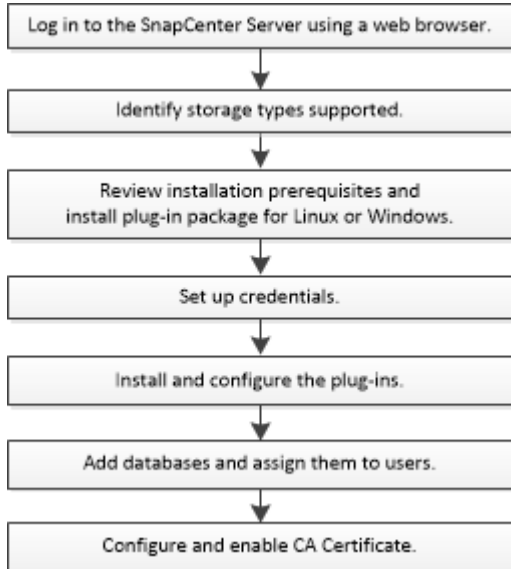 Log in to the SnapCenter Server using a web browser.
Identify storage types supported.
Review installation prerequisites and
install plug-in package for Linux or Windows.
Set up credentials.
Install and configure the plug-ins.
Add databases and assign them to users.
Configure and enable CA Certificate.